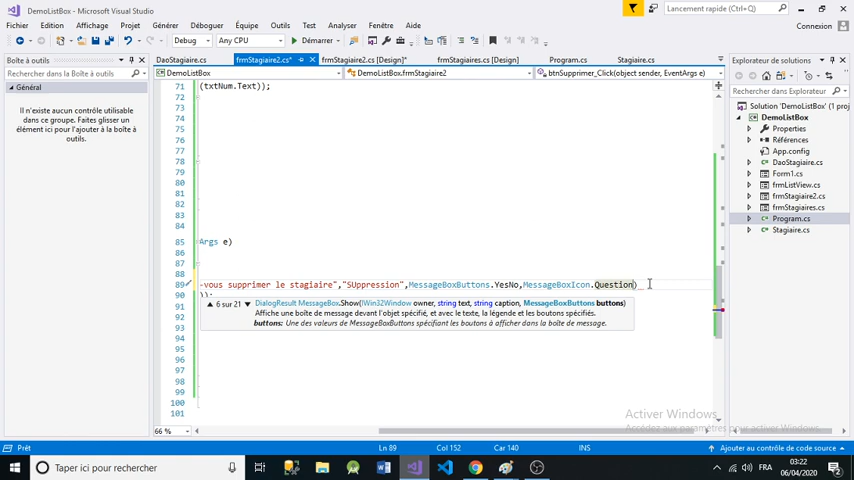 DemoListBox - Microsoft Visual Studio
Lancement rapide (Ctrl+Q)
Fichier Edition Affichage Projet Générer Déboguer Équipe Outils Test Analyser Fenêtre Aide
Connexion
Debug Any CPU Démarrer
Boîte à outils
Rechercher dans Boîte à outils
Général
Il n'existe aucun contrôle utilisable
dans ce groupe. Faites glisser un
élément ici pour l'ajouter à la boîte à
outils.
DaoStagiaire.cs frmStagiaire2.cs* frmStagiaire2.cs [Design]* frmStagiaires.cs [Design] Program.cs Stagiaire.cs
DemoListBox DemoListBox.frmStagiaire2 btnSupprimer_Click(object sender, EventArgs e)
71 (txtNum.Text));
72
73
74
75
76
77
78
79
80
81
82
83
84
85 Args e)
86
87
88
89 -vous supprimer le stagiaire","SUppression",MessageBoxButtons.YesNo,MessageBoxIcon.Question)
90 ));
91
92
93
94
95
96
97
98
99
100
101
6 sur 21 DialogResult MessageBox.Show(IWin32Window owner, string text, string caption, MessageBoxButtons buttons)
Affiche une boîte de message devant l'objet spécifié, et avec le texte, la légende et les boutons spécifiés.
buttons: Une des valeurs de MessageBoxButtons spécifiant les boutons à afficher dans la boîte de message.
66 %
Explorateur de solutions
Rechercher dans Explorateur
Solution 'DemoListBox' (1 proj
DemoListBox
Properties
Références
App.config
DaoStagiaire.cs
Form1.cs
frmListView.cs
frmStagiaire2.cs
frmStagiaires.cs
Program.cs
Stagiaire.cs
Activer Windows
Accédez aux paramètres pour activer Windows.
Prêt Ln 89 Col 152 Car 140 INS Ajouter au contrôle de code source
Taper ici pour rechercher
FRA
03:22
06/04/2020
2